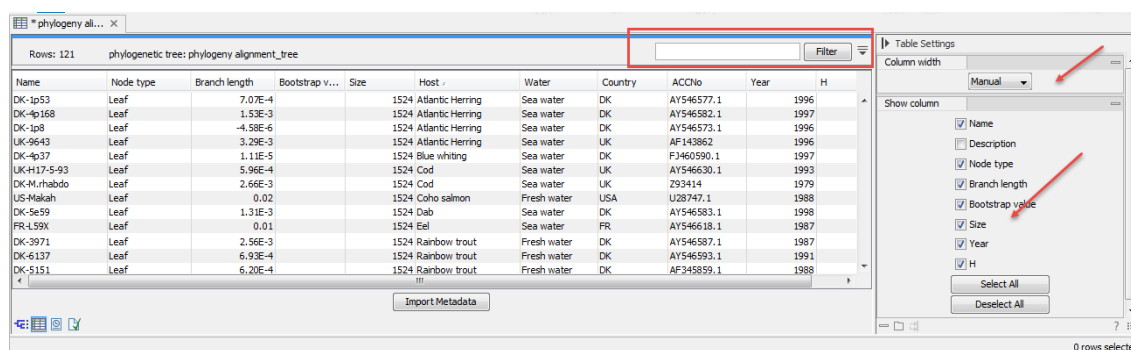 * phylogeny ali...
Rows: 121 phylogenetic tree: phylogeny alignment_tree Filter
Name Node type Branch length Bootstrap v... Size Host Water Country ACCNo Year H
DK-1p53 Leaf 7.07E-4 1524 Atlantic Herring Sea water DK AY546577.1 1996
DK-4p168 Leaf 1.53E-3 1524 Atlantic Herring Sea water DK AY546582.1 1997
DK-1p8 Leaf -4.58E-6 1524 Atlantic Herring Sea water DK AY546573.1 1996
UK-9643 Leaf 3.29E-3 1524 Atlantic Herring Sea water UK AF143862 1996
DK-4p37 Leaf 1.11E-5 1524 Blue whiting Sea water DK FJ460590.1 1997
UK-H17-5-93 Leaf 5.96E-4 1524 Cod Sea water UK AY546630.1 1993
DK-M.rhabdo Leaf 2.66E-3 1524 Cod Sea water UK Z93414 1979
US-Makah Leaf 0.02 1524 Coho salmon Fresh water USA U28747.1 1988
DK-5e59 Leaf 1.31E-3 1524 Dab Sea water DK AY546583.1 1998
FR-L59X Leaf 0.01 1524 Eel Sea water FR AY546618.1 1987
DK-3971 Leaf 2.56E-3 1524 Rainbow trout Fresh water DK AY546587.1 1987
DK-6137 Leaf 6.93E-4 1524 Rainbow trout Fresh water DK AY546593.1 1991
DK-5151 Leaf 6.20E-4 1524 Rainbow trout Fresh water DK AF345859.1 1988
Import Metadata
Table Settings
Column width
Manual
Show column
Name
Description
Node type
Branch length
Bootstrap value
Size
Year
H
Select All
Deselect All
?
0 rows selecte